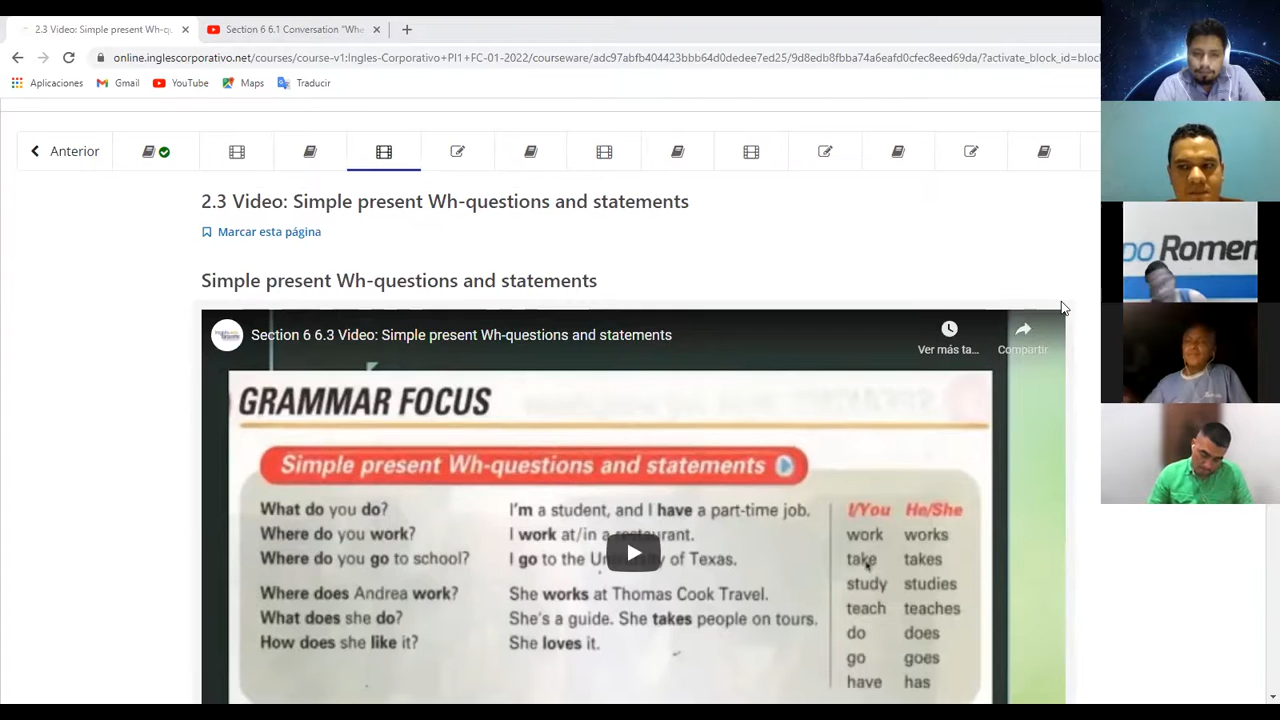 2.3 Video: Simple present Wh-qu
Section 6 6.1 Conversation "Whe
online.inglescorporativo.net/courses/course-v1:Ingles-Corporativo+PI1+FC-01-2022/courseware/adc97abfb404423bbb64d0dedee7ed25/9d8edb8fbba74a6eafd0cfec8eed69da/?activate_block_id=bloc
Aplicaciones Gmail YouTube Maps Traducir
Anterior
2.3 Video: Simple present Wh-questions and statements
Marcar esta página
Simple present Wh-questions and statements
Section 6 6.3 Video: Simple present Wh-questions and statements
Ver más ta... Compartir
GRAMMAR FOCUS
Simple present Wh-questions and statements
What do you do? I'm a student, and I have a part-time job. I/You He/She
Where do you work? I work at/in a restaurant. work works
Where do you go to school? I go to the University of Texas. take takes
study studies
Where does Andrea work? She works at Thomas Cook Travel.
teach teaches
What does she do? She's a guide. She takes people on tours.
do does
How does she like it? She loves it.
go goes
have has
oo Romen